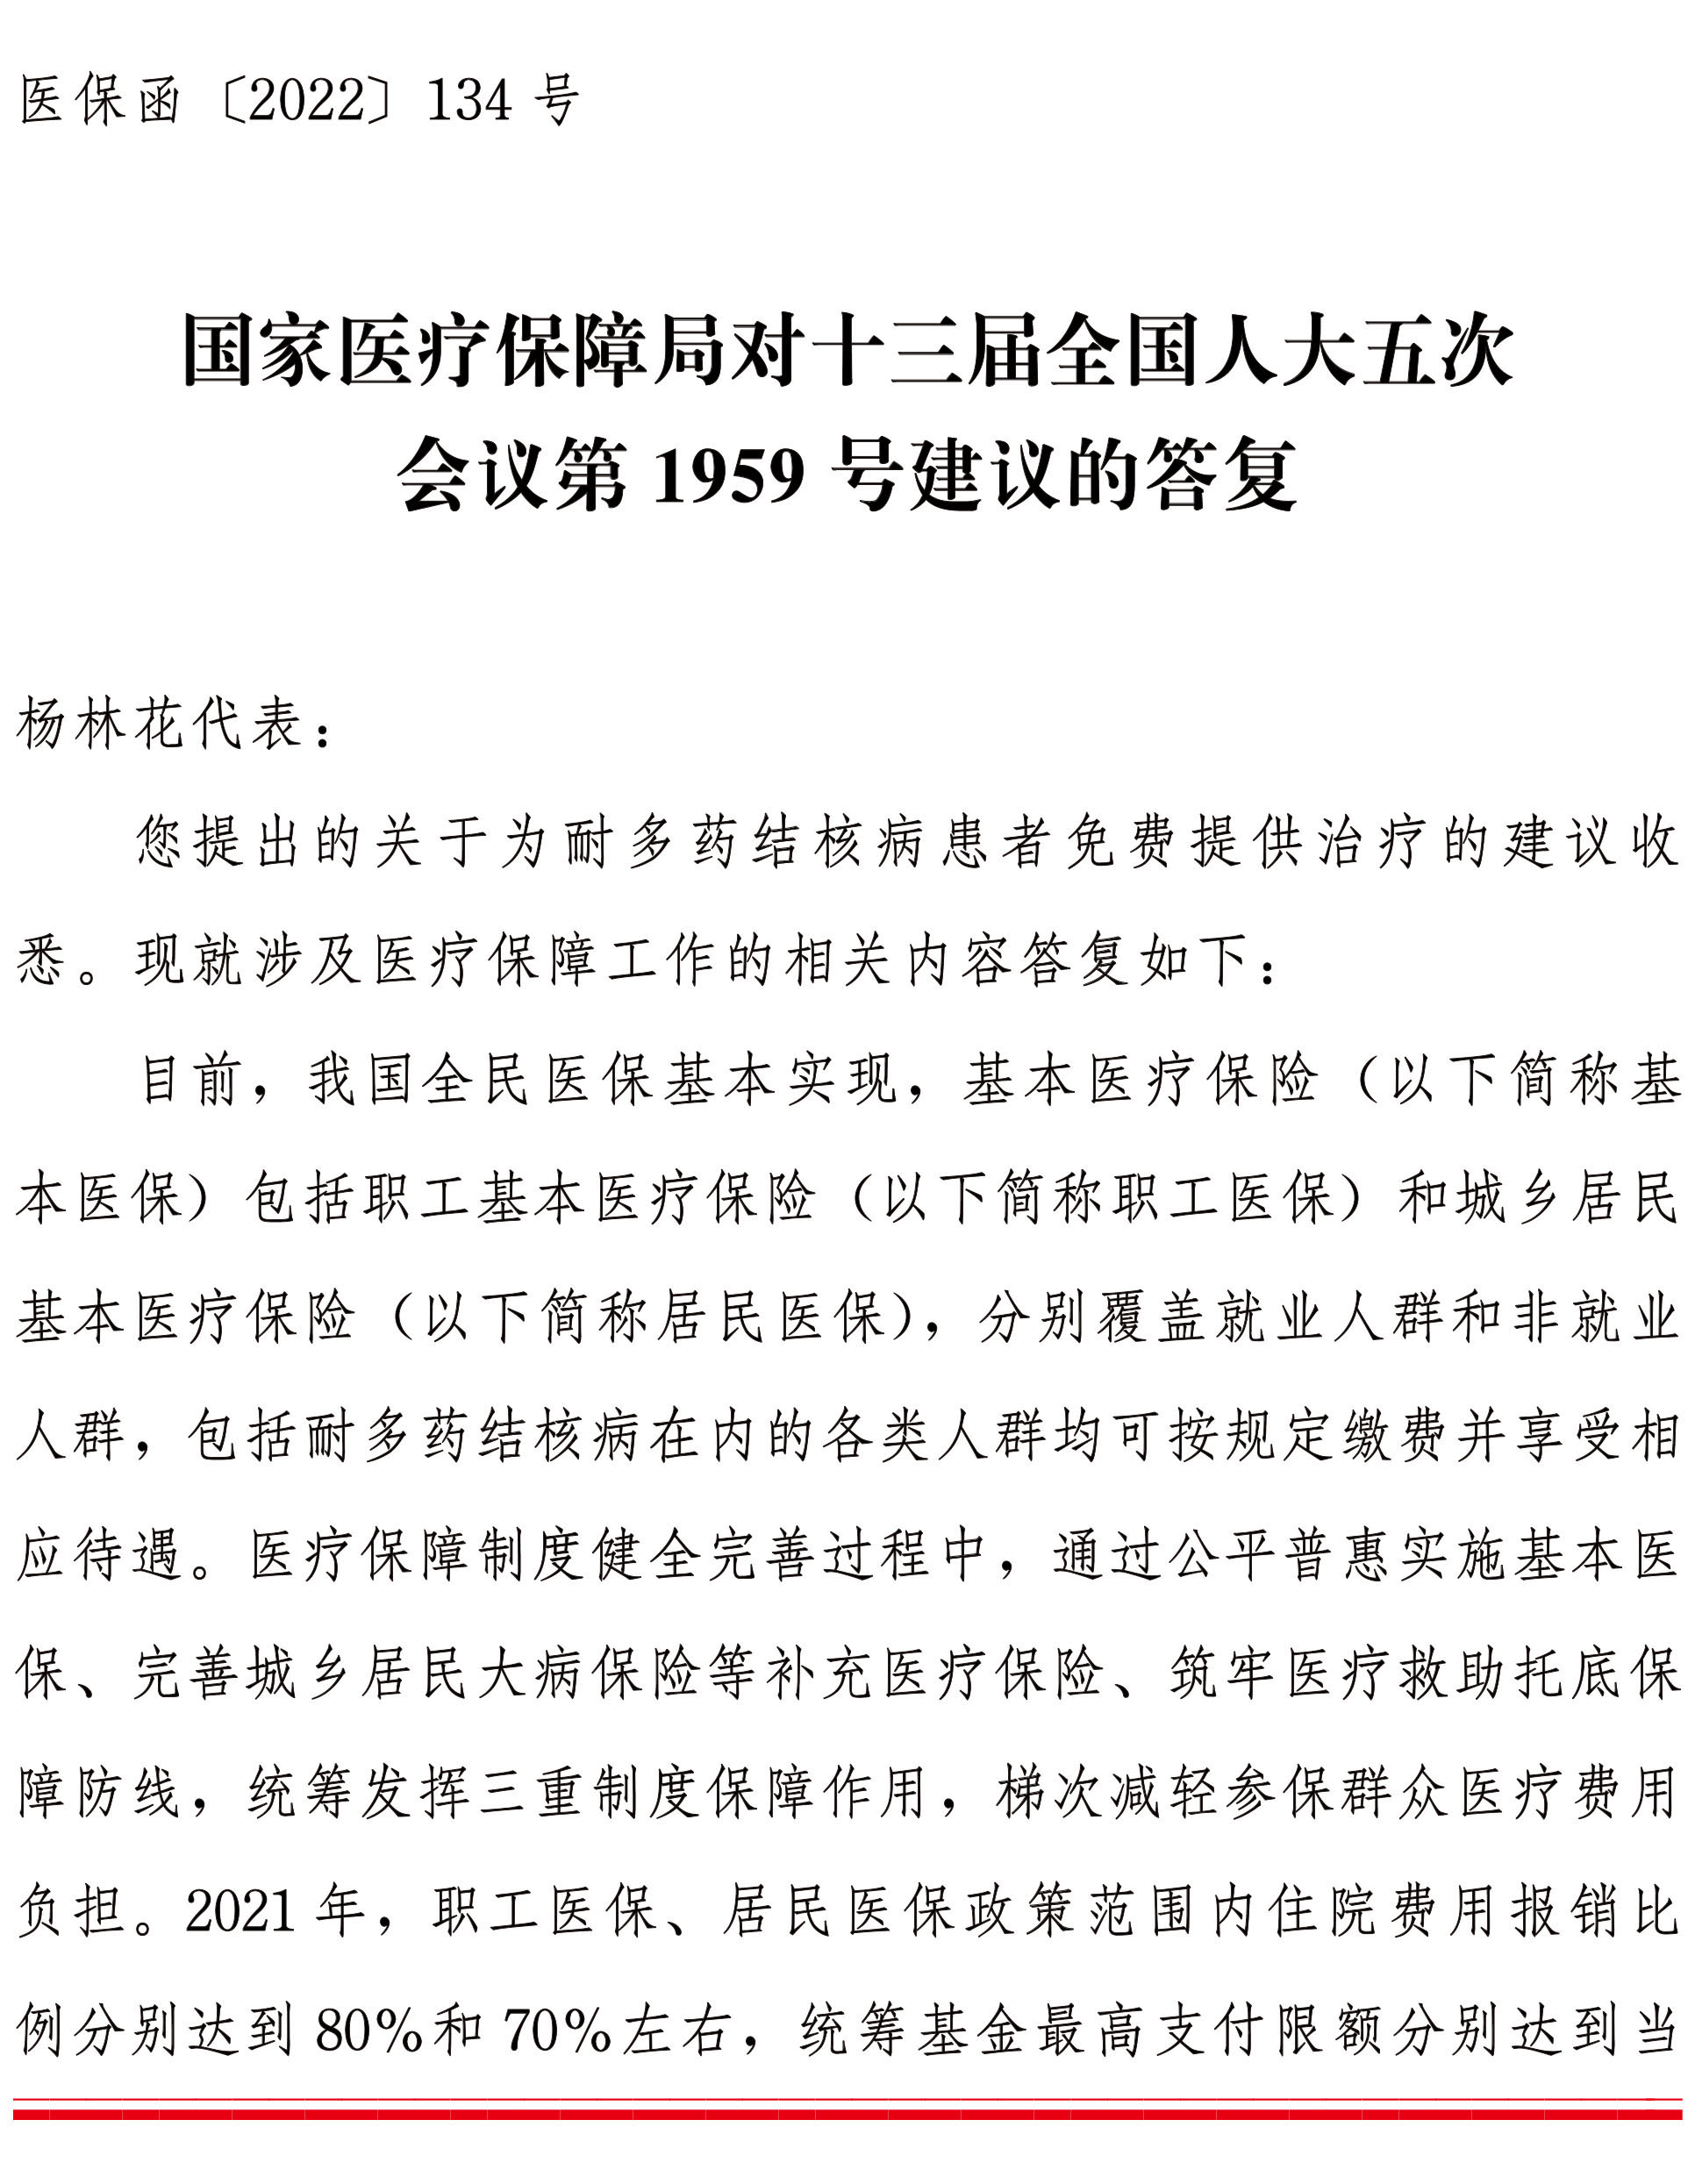 医保函〔2022〕134 号
国家医疗保障局对十三届全国人大五次
会议第 1959 号建议的答复
杨林花代表：
您提出的关于为耐多药结核病患者免费提供治疗的建议收
悉。现就涉及医疗保障工作的相关内容答复如下：
目前，我国全民医保基本实现，基本医疗保险（以下简称基
本医保）包括职工基本医疗保险（以下简称职工医保）和城乡居民
基本医疗保险（以下简称居民医保），分别覆盖就业人群和非就业
人群，包括耐多药结核病在内的各类人群均可按规定缴费并享受相
应待遇。医疗保障制度健全完善过程中，通过公平普惠实施基本医
保、完善城乡居民大病保险等补充医疗保险、筑牢医疗救助托底保
障防线，统筹发挥三重制度保障作用，梯次减轻参保群众医疗费用
负担。2021 年，职工医保、居民医保政策范围内住院费用报销比
例分别达到 80%和 70%左右，统筹基金最高支付限额分别达到当